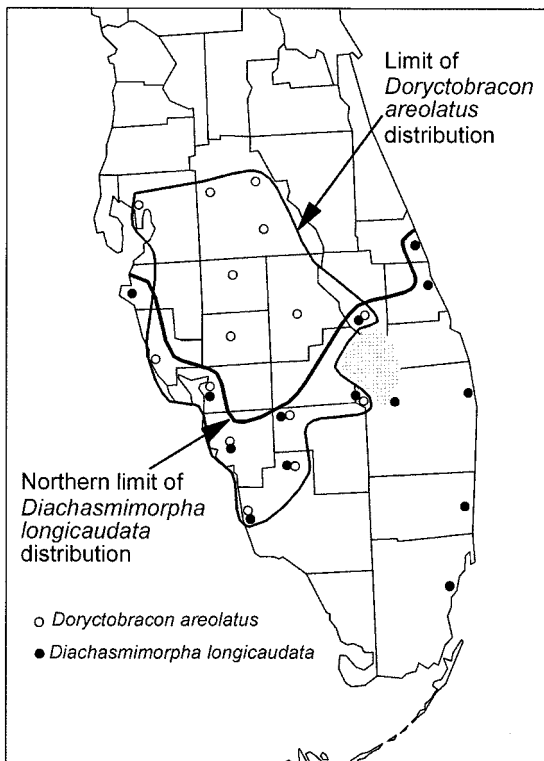 Limit of
Doryctobracon
areolatus
distribution
Northern limit of
Diachasmimorpha
longicaudata
distribution
Doryctobracon areolatus
Diachasmimorpha longicaudata